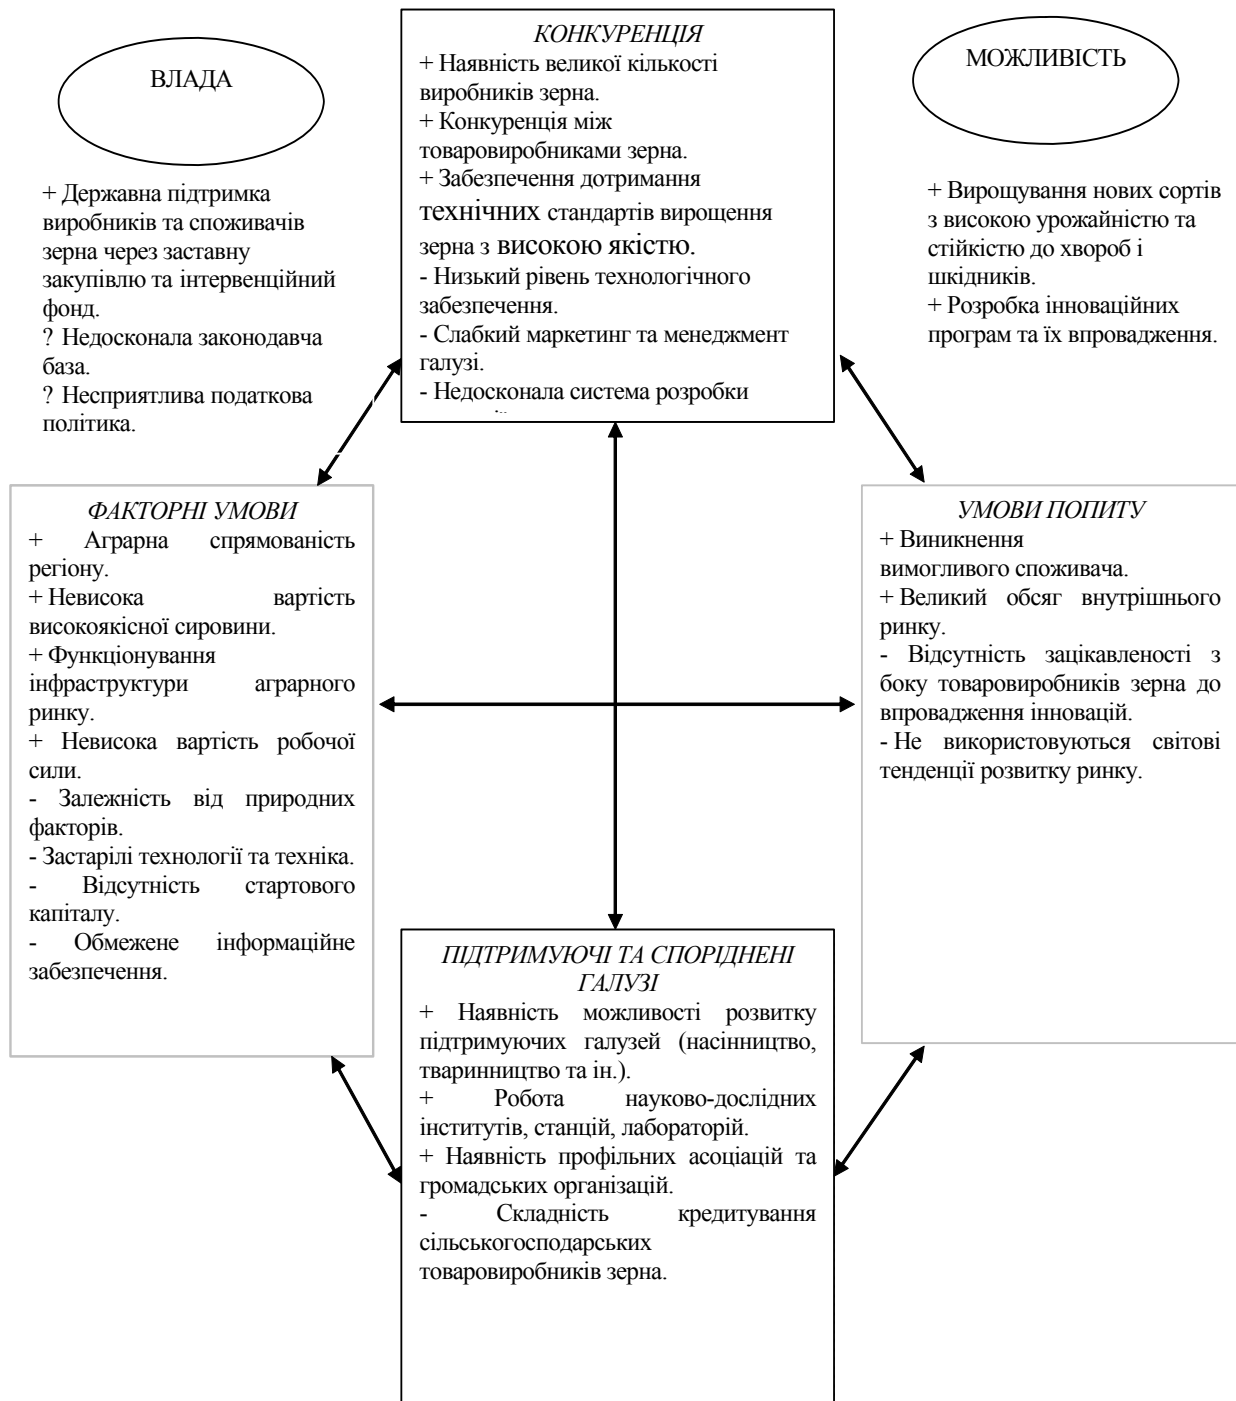 ВЛАДА
+ Державна підтримка
виробників та споживачів
зерна через заставну
закупівлю та інтервенційний
фонд.
? Недосконала законодавча
база.
? Несприятлива податкова
політика.
КОНКУРЕНЦІЯ
+ Наявність великої кількості
виробників зерна.
+ Конкуренція між
товаровиробниками зерна.
+ Забезпечення дотримання
технічних стандартів вирощення
зерна з високою якістю.
- Низький рівень технологічного
забезпечення.
- Слабкий маркетинг та менеджмент
галузі.
- Недосконала система розробки
МОЖЛИВІСТЬ
+ Вирощування нових сортів
з високою урожайністю та
стійкістю до хвороб і
шкідників.
+ Розробка інноваційних
програм та їх впровадження.
ФАКТОРНІ УМОВИ
+ Аграрна спрямованість
регіону.
+ Невисока вартість
високоякісної сировини.
+ Функціонування
інфраструктури аграрного
ринку.
+ Невисока вартість робочої
сили.
- Залежність від природних
факторів.
- Застарілі технології та техніка.
- Відсутність стартового
капіталу.
- Обмежене інформаційне
забезпечення.
УМОВИ ПОПИТУ
+ Виникнення
вимогливого споживача.
+ Великий обсяг внутрішнього
ринку.
- Відсутність зацікавленості з
боку товаровиробників зерна до
впровадження інновацій.
- Не використовуються світові
тенденції розвитку ринку.
ПІДТРИМУЮЧІ ТА СПОРІДНЕНІ
ГАЛУЗІ
+ Наявність можливості розвитку
підтримуючих галузей (насінництво,
тваринництво та ін.).
+ Робота науково-дослідних
інститутів, станцій, лабораторій.
+ Наявність профільних асоціацій та
громадських організацій.
- Складність кредитування
сільськогосподарських
товаровиробників зерна.